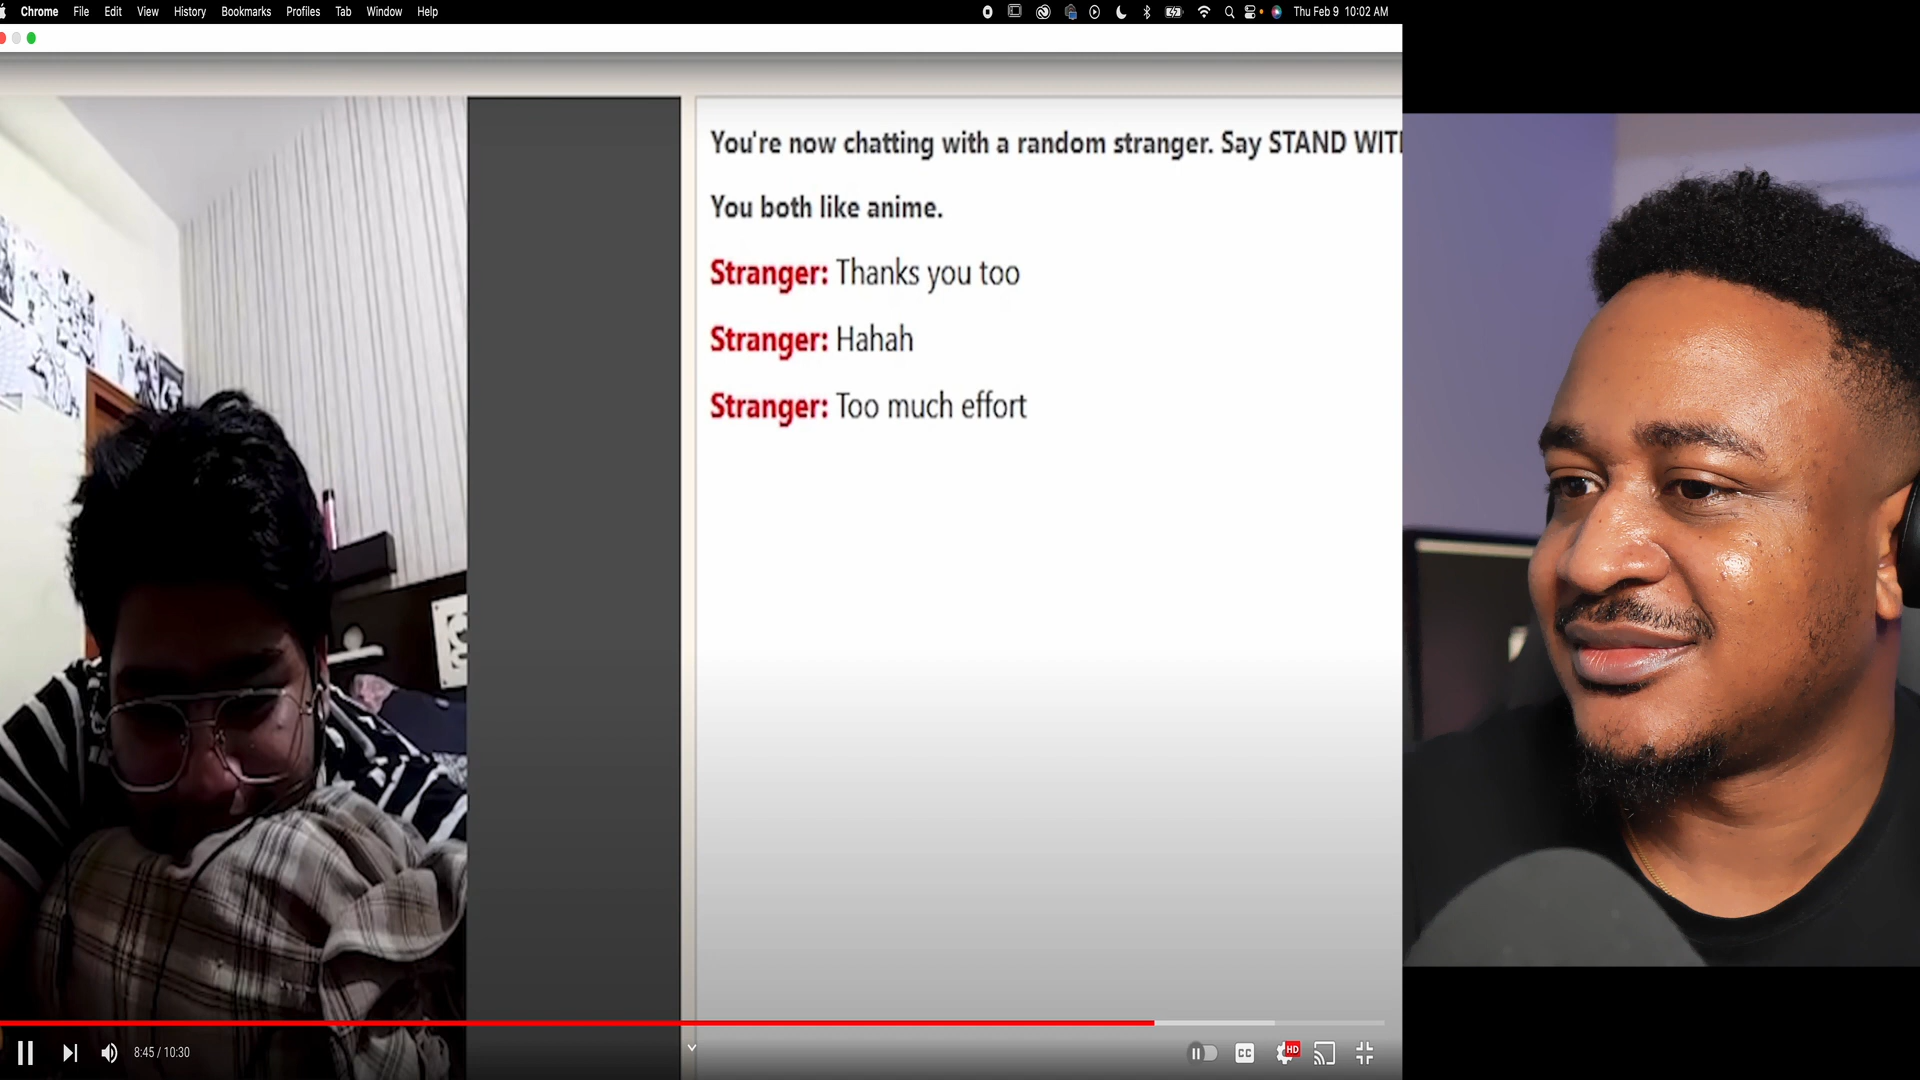 Chrome File Edit View History Bookmarks Profiles Tab Window Help Thu Feb 9 10:02 AM
You're now chatting with a random stranger. Say STAND WITH
You both like anime.
Stranger: Thanks you too
Stranger: Hahah
Stranger: Too much effort
8:45 / 10:30 CC HD